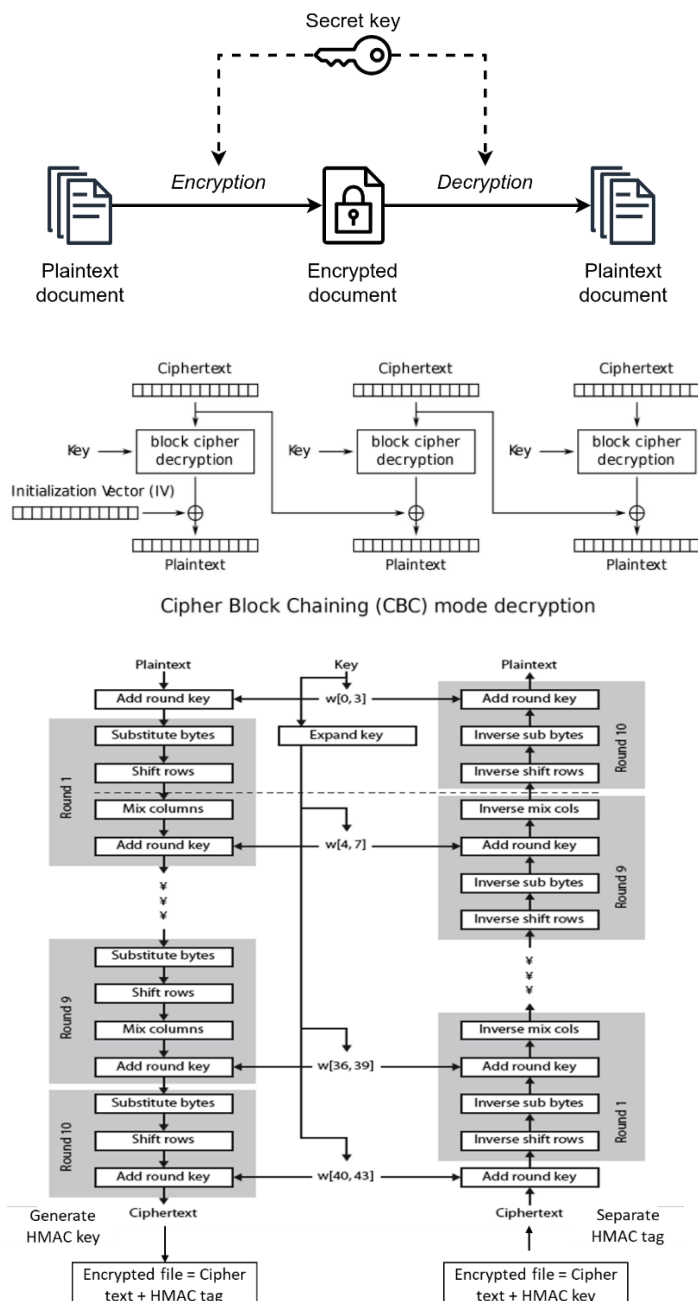 Secret key
Encryption
Decryption
Plaintext
document
Encrypted
document
Plaintext
document
Ciphertext
Ciphertext
Ciphertext
Key
block cipher
decryption
Key
block cipher
decryption
Key
block cipher
decryption
Initialization Vector (IV)
Plaintext
Plaintext
Plaintext
Cipher Block Chaining (CBC) mode decryption
Plaintext
Key
Plaintext
Add round key
w[0, 3]
Add round key
Round 1
Substitute bytes
Expand key
Inverse sub bytes
Round 10
Shift rows
Inverse shift rows
Mix columns
Inverse mix cols
Add round key
w[4, 7]
Add round key
Round 9
Inverse sub bytes
Inverse shift rows
¥
¥
¥
Round 9
Substitute bytes
Shift rows
¥
¥
¥
Mix columns
Inverse mix cols
Add round key
w[36, 39]
Add round key
Round 1
Round 10
Substitute bytes
Inverse sub bytes
Shift rows
Inverse shift rows
Add round key
w[40, 43]
Add round key
Generate
HMAC key
Ciphertext
Ciphertext
Separate
HMAC tag
Encrypted file = Cipher
text + HMAC tag
Encrypted file = Cipher
text + HMAC key